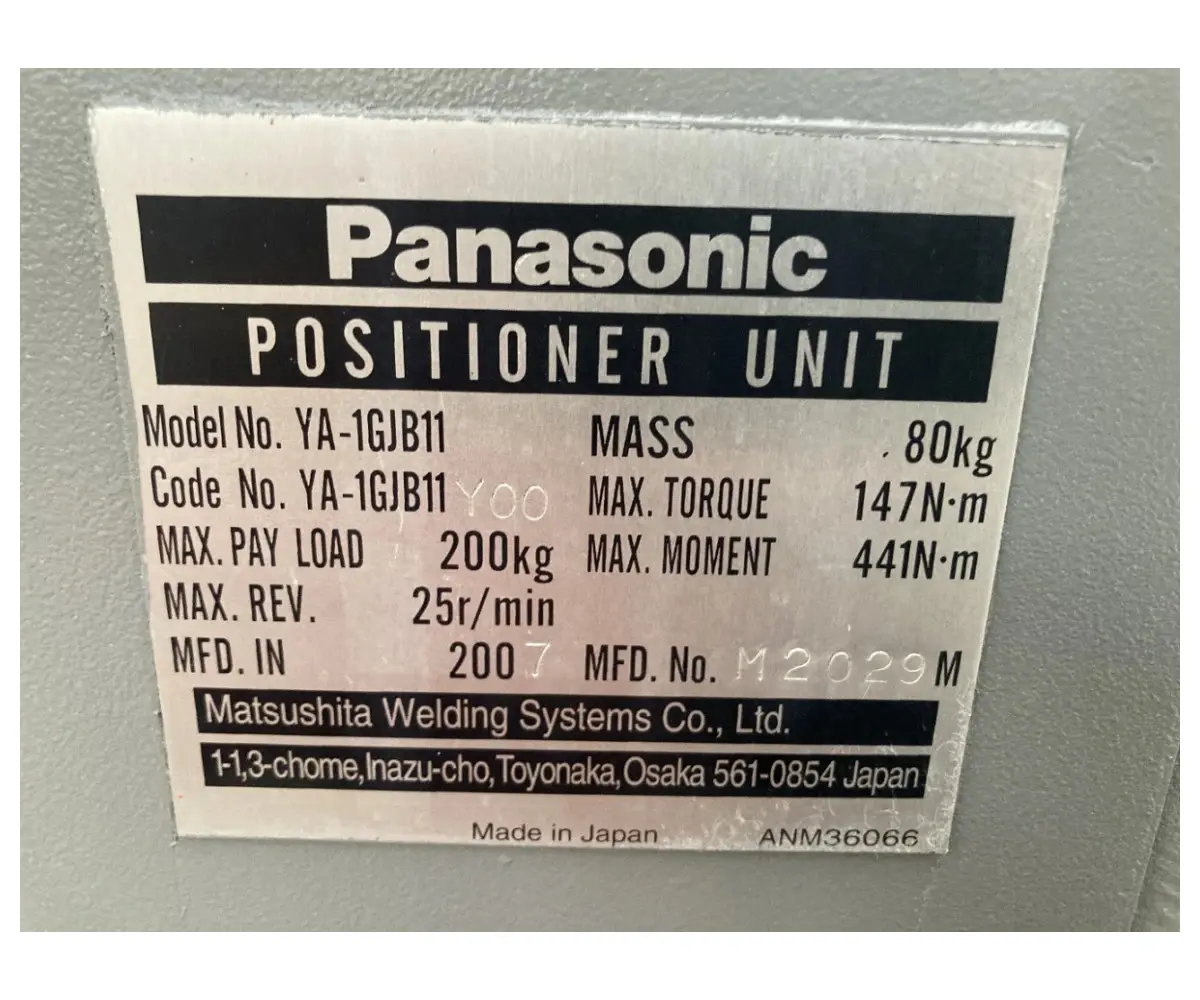 Panasonic
POSITIONER UNIT
Model No. YA-1GJB11 MASS 80kg
Code No. YA-1GJB11 YOO MAX. TORQUE 147N·m
MAX. PAY LOAD 200kg MAX. MOMENT 441N·m
MAX. REV. 25r/min
MFD. IN 2007 MFD. No. M2029M
Matsushita Welding Systems Co., Ltd.
1-1,3-chome,Inazu-cho,Toyonaka,Osaka 561-0854 Japan
Made in Japan ANM36066